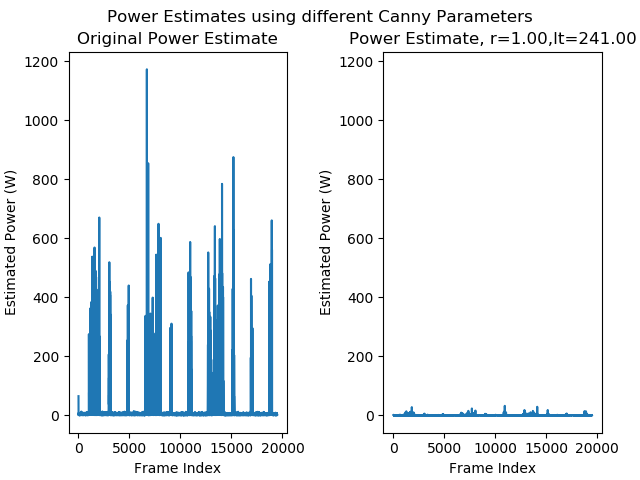 Power Estimates using different Canny Parameters
Original Power Estimate
Estimated Power (W)
1200
1000
800
600
400
200
0
0 5000 10000 15000 20000
Frame Index
Power Estimate, r=1.00,lt=241.00
Estimated Power (W)
1200
1000
800
600
400
200
0
0 5000 10000 15000 20000
Frame Index